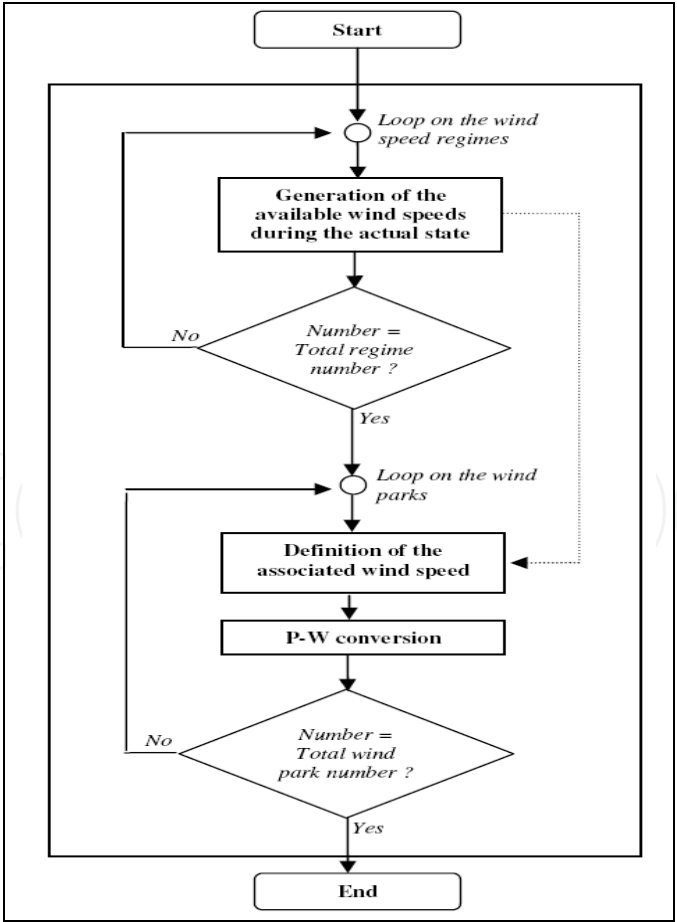 Start
Loop on the wind
speed regimes
Generation of the
available wind speeds
during the actual state
Number =
Total regime
number ?
No
Yes
Loop on the wind
parks
Definition of the
associated wind speed
P-W conversion
Number =
Total wind
park number ?
No
Yes
End